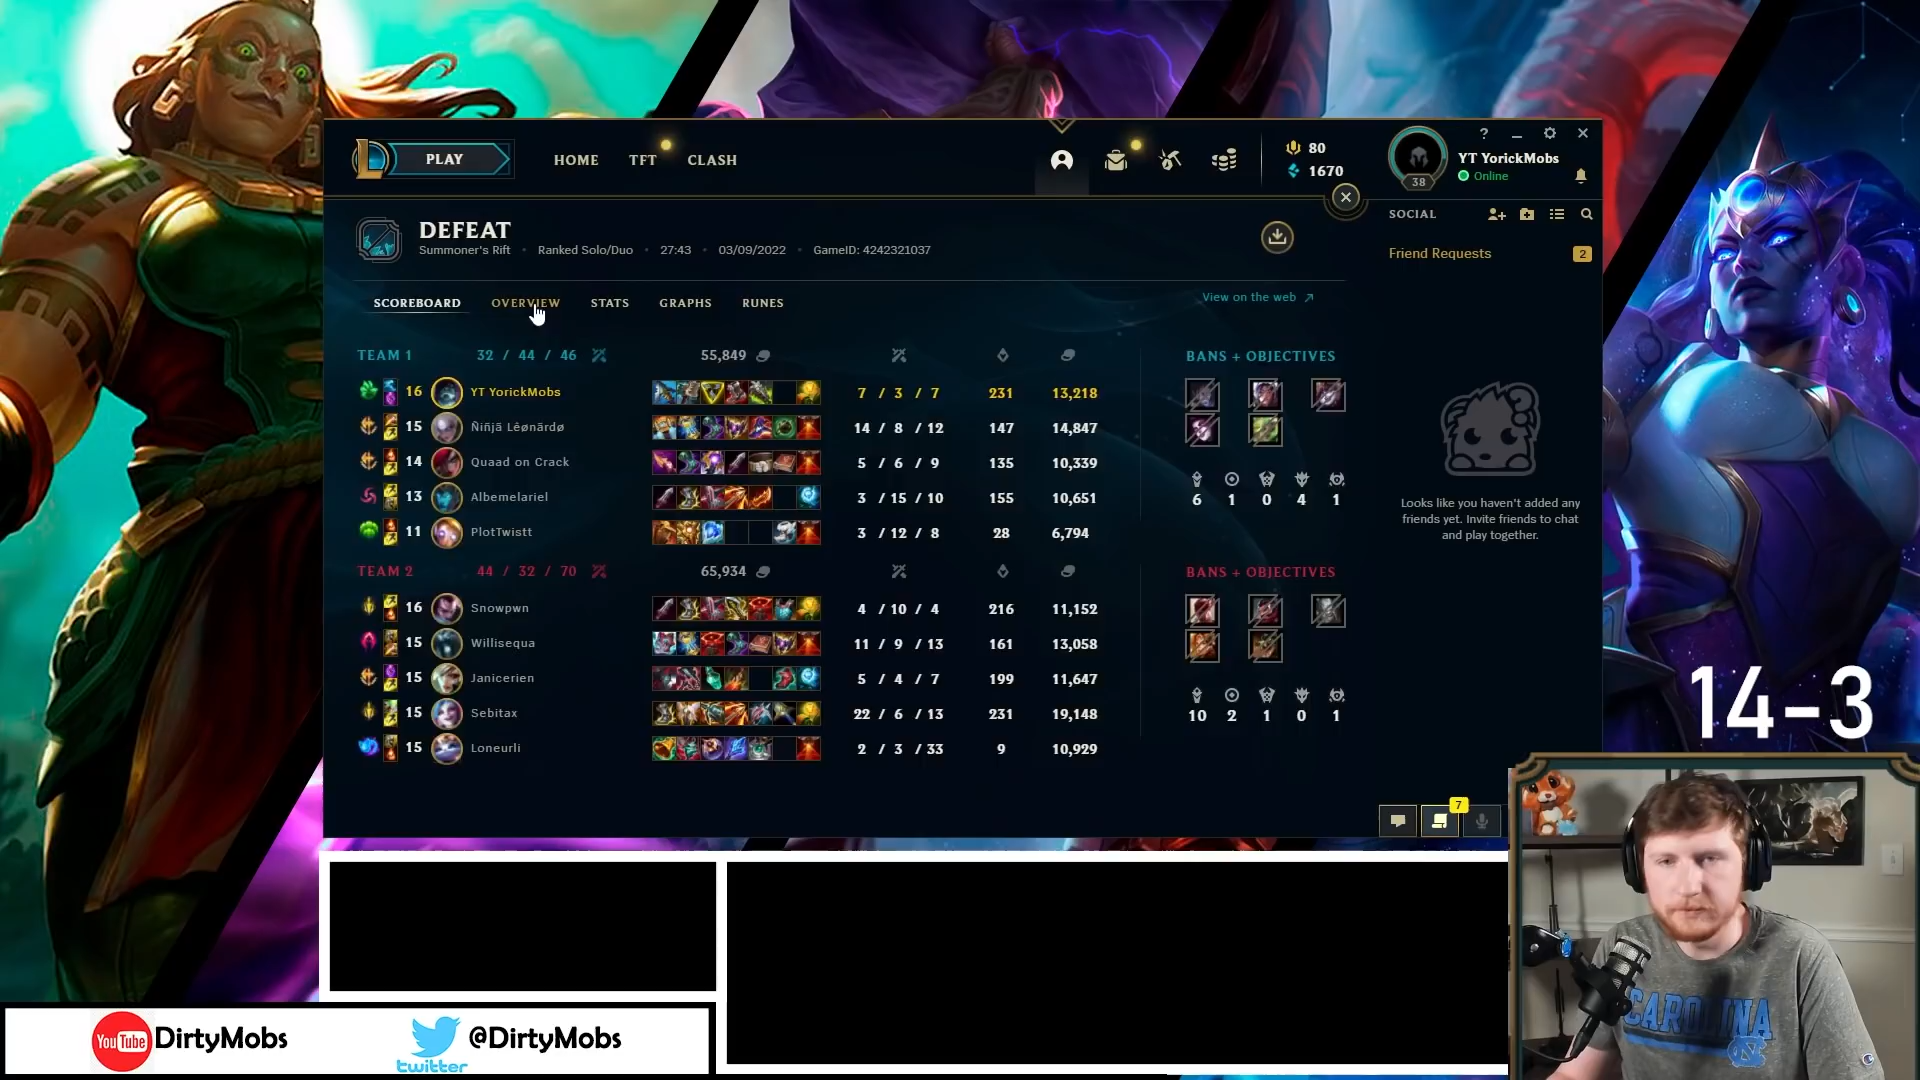 PLAY
HOME
TFT
CLASH
80
1670
38
YT YorickMobs
Online
?
DEFEAT
Summoner's Rift • Ranked Solo/Duo • 27:43 • 03/09/2022 • GameID: 4242321037
SOCIAL
Friend Requests
2
SCOREBOARD
OVERVIEW
STATS
GRAPHS
RUNES
View on the web
TEAM 1 32 / 44 / 46 55,849
16 YT YorickMobs 7 / 3 / 7 231 13,218
15 Ñiñjã Lêønãrdø 14 / 8 / 12 147 14,847
14 Quaad on Crack 5 / 6 / 9 135 10,339
13 Albemelariel 3 / 15 / 10 155 10,651
11 PlotTwistt 3 / 12 / 8 28 6,794
BANS + OBJECTIVES
6 1 0 4 1
TEAM 2 44 / 32 / 70 65,934
16 Snowpwn 4 / 10 / 4 216 11,152
15 Willisequa 11 / 9 / 13 161 13,058
15 Janicerien 5 / 4 / 7 199 11,647
15 Sebitax 22 / 6 / 13 231 19,148
15 Loneurli 2 / 3 / 33 9 10,929
BANS + OBJECTIVES
10 2 1 0 1
Looks like you haven't added any
friends yet. Invite friends to chat
and play together.
7
14-3
CAROLINA
YouTube DirtyMobs
twitter @DirtyMobs